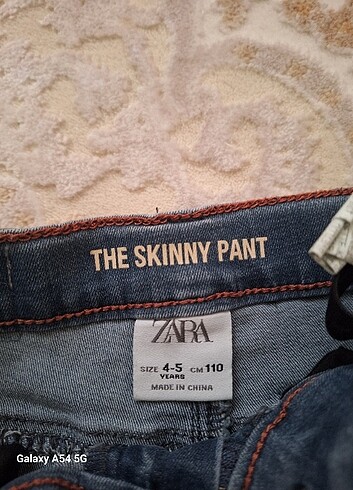 THE SKINNY PANT
ZARA
SIZE 4-5 CM 110
YEARS
MADE IN CHINA
Galaxy A54 5G